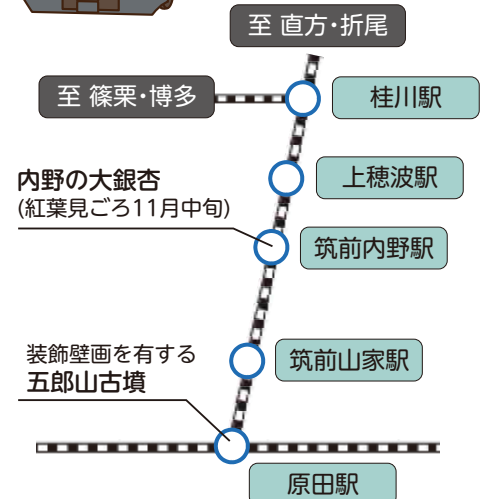 至 直方・折尾
至 篠栗・博多
桂川駅
上穂波駅
内野の大銀杏
(紅葉見ごろ11月中旬)
筑前内野駅
装飾壁画を有する
五郎山古墳
筑前山家駅
原田駅